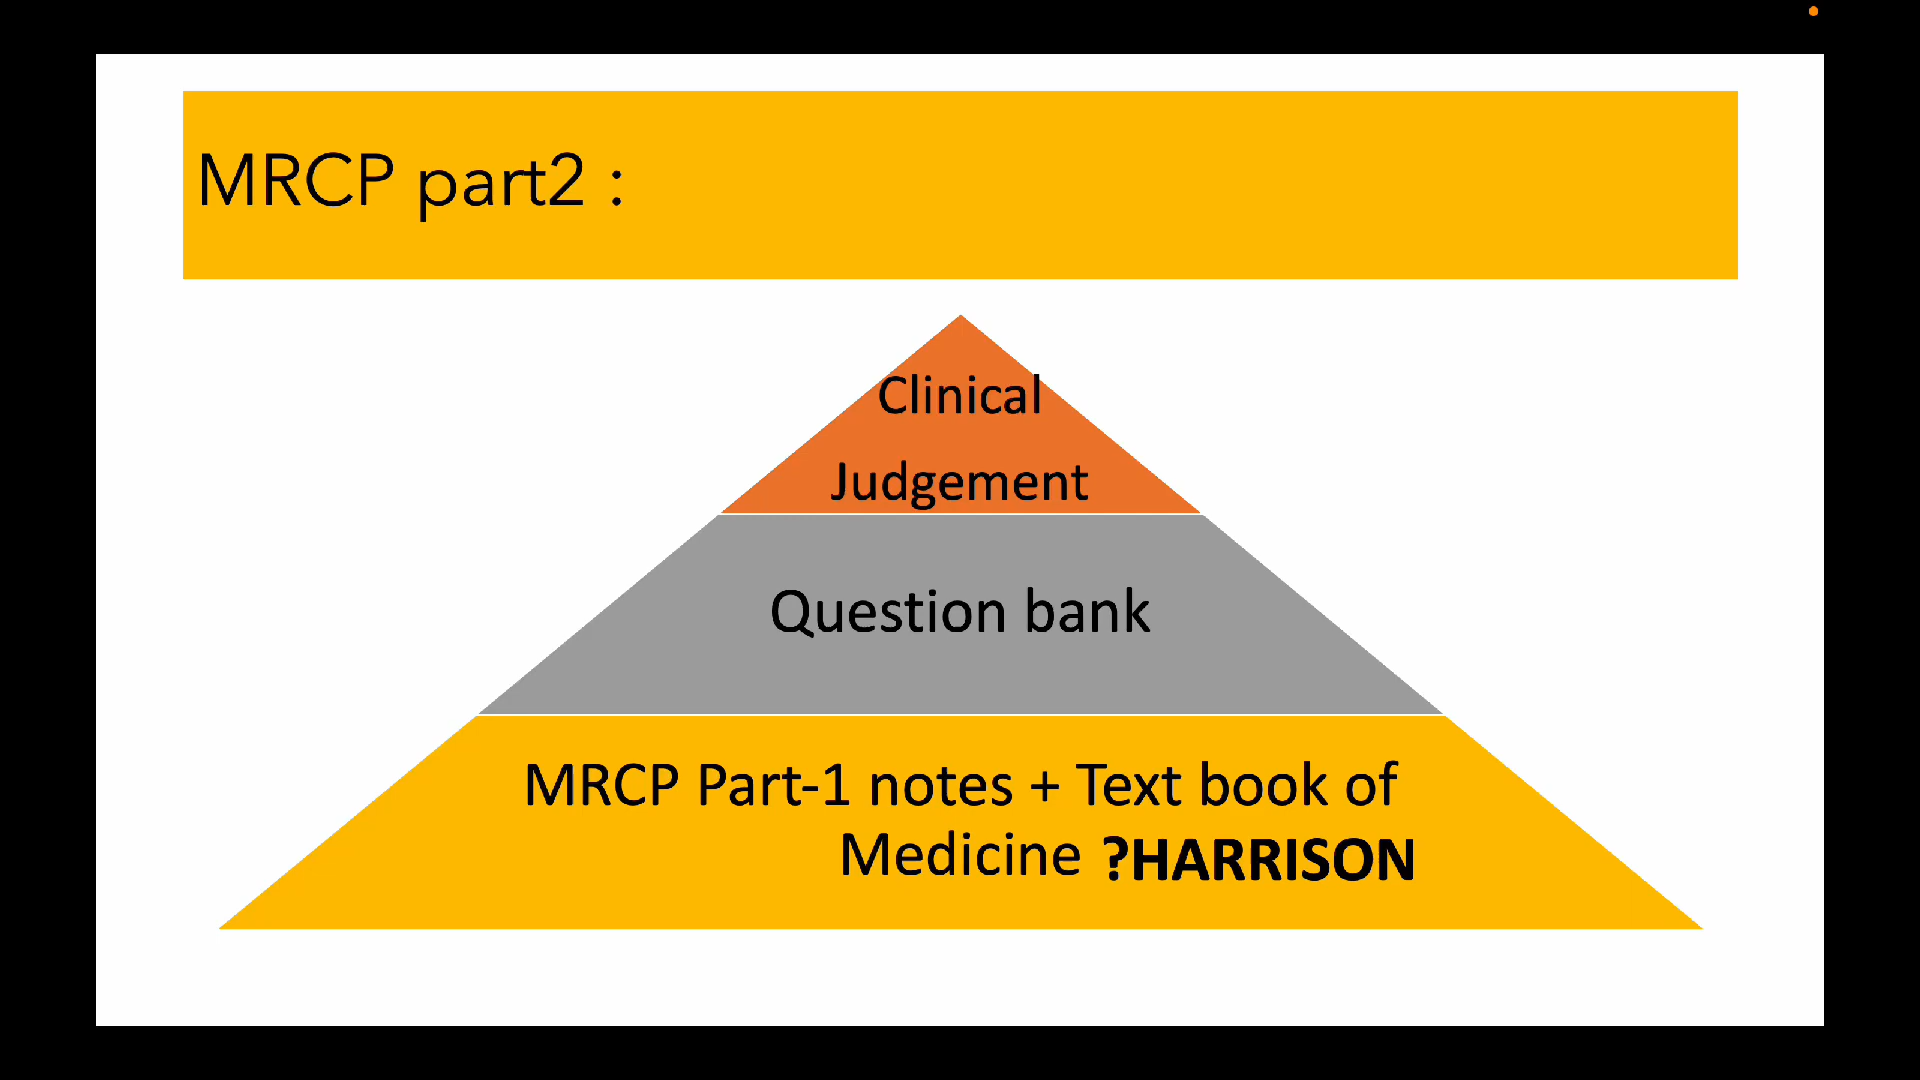 MRCP part2 :
Clinical
Judgement
Question bank
MRCP Part-1 notes + Text book of
Medicine ?HARRISON